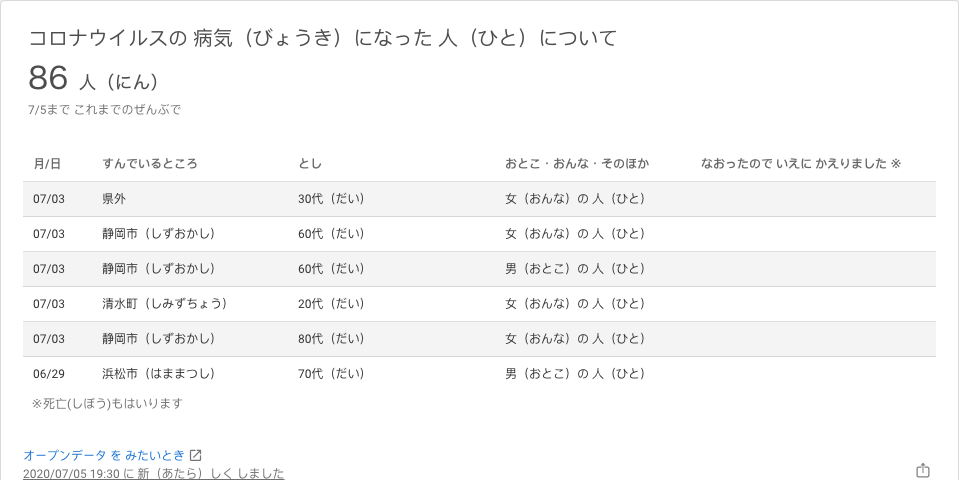 コロナウイルスの 病気（びょうき）になった 人（ひと）について
86 人（にん）
7/5まで これまでのぜんぶで
月/日 すんでいるところ とし おとこ・おんな・そのほか なおったので いえに かえりました ※
07/03 県外 30代（だい） 女（おんな）の 人（ひと）
07/03 静岡市（しずおかし） 60代（だい） 女（おんな）の 人（ひと）
07/03 静岡市（しずおかし） 60代（だい） 男（おとこ）の 人（ひと）
07/03 清水町（しみずちょう） 20代（だい） 女（おんな）の 人（ひと）
07/03 静岡市（しずおかし） 80代（だい） 女（おんな）の 人（ひと）
06/29 浜松市（はままつし） 70代（だい） 男（おとこ）の 人（ひと）
※死亡(しぼう)もはいります
オープンデータ を みたいとき
2020/07/05 19:30 に 新（あたら）しく しました